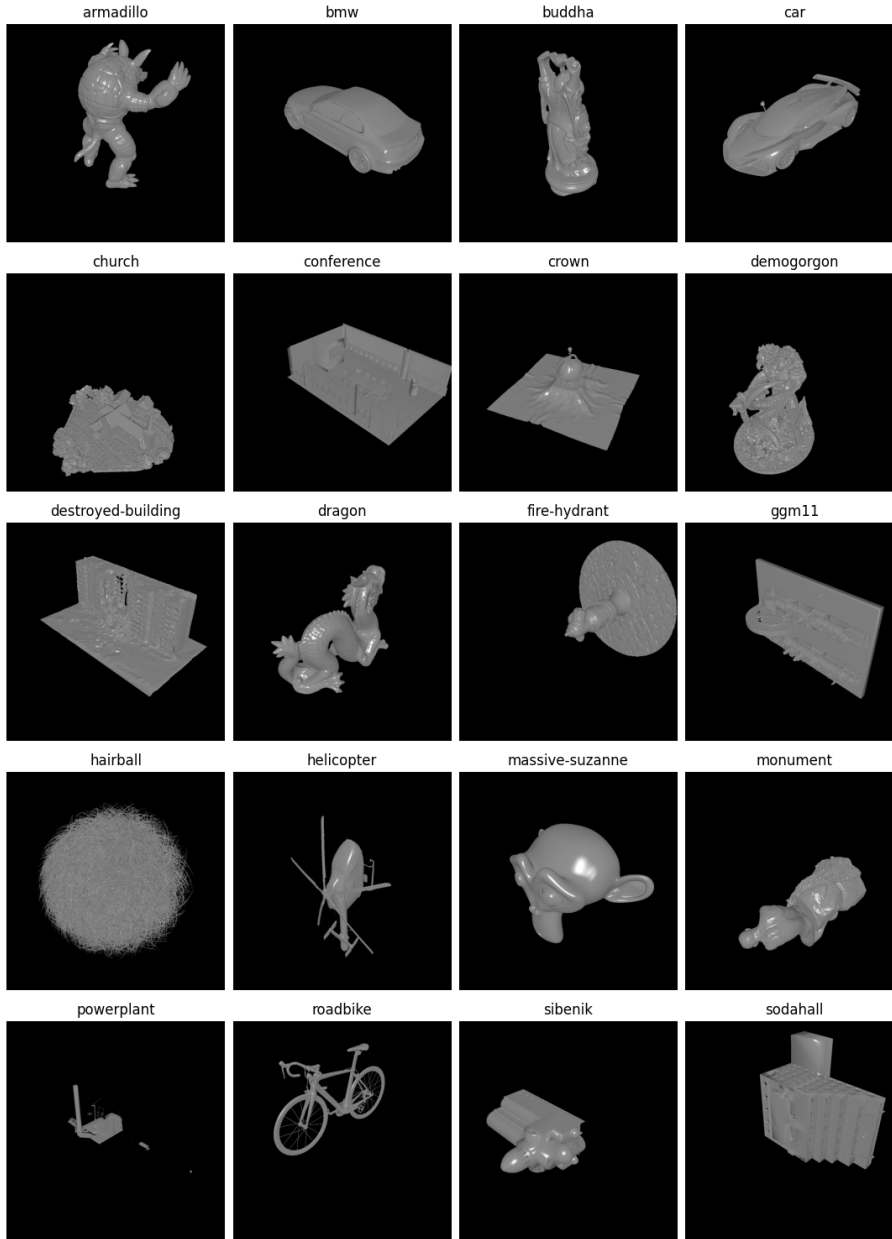 armadillo
bmw
buddha
car
church
conference
crown
demogorgon
destroyed-building
dragon
fire-hydrant
ggm11
hairball
helicopter
massive-suzanne
monument
powerplant
roadbike
sibenik
sodahall